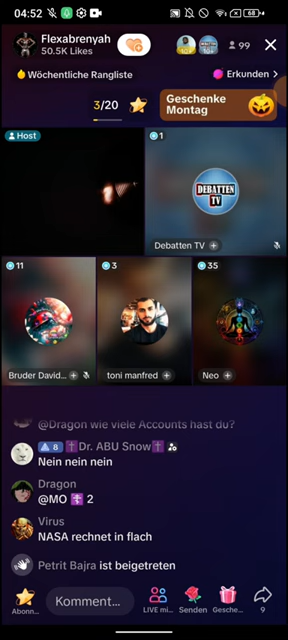 04:52
68
Flexabrenyah
50.5K Likes
99
Wöchentliche Rangliste
Erkunden >
3/20
Geschenke
Montag
Host
1
DEBATTEN
TV
Debatten TV +
11
3
35
Bruder David... +
toni manfred +
Neo +
@Dragon wie viele Accounts hast du?
8 Dr. ABU Snow
Nein nein nein
Dragon
@MO 2
Virus
NASA rechnet in flach
Petrit Bajra ist beigetreten
Abonn...
Komment...
LIVE mi...
Senden
Gesche...
9